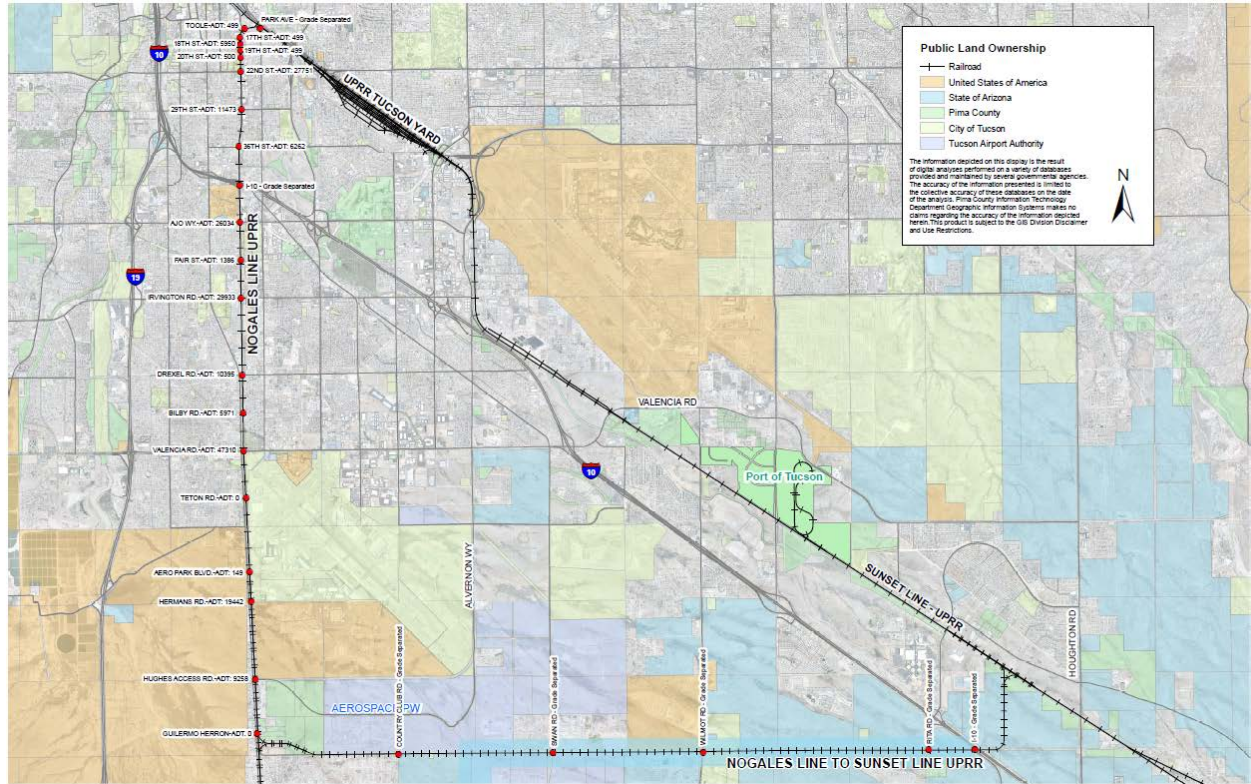 PARK AVE - Grade Separated
TOOLE-ADT: 499
17TH ST.-ADT: 499
18TH ST.-ADT: 5950
19TH ST.-ADT: 499
20TH ST.-ADT: 500
22ND ST.-ADT: 27751
10
UPRR TUCSON YARD
29TH ST.-ADT: 11473
36TH ST.-ADT: 6262
I-10 - Grade Separated
AJO WY-ADT: 26034
FAIR ST.-ADT: 1386
19
IRVINGTON RD.-ADT: 29933
NOGALES LINE UPRR
DREXEL RD.-ADT: 10395
BILBY RD.-ADT: 5971
VALENCIA RD.-ADT: 47310
TETON RD.-ADT: 0
AERO PARK BLVD.-ADT: 149
HERMANS RD.-ADT: 19442
HUGHES ACCESS RD.-ADT: 9258
GUILERMO HERRON-ADT. 0
Public Land Ownership
Railroad
United States of America
State of Arizona
Pima County
City of Tucson
Tucson Airport Authority
The information depicted on this display is the result
of digital analyses performed on a variety of databases
provided and maintained by several governmental agencies.
The accuracy of the information presented is limited to
the collective accuracy of these databases on the date
of the analysis. Pima County Information Technology
Department Geographic Information Systems makes no
claims regarding the accuracy of the information depicted
herein. This product is subject to the GIS Division Disclaimer
and Use Restrictions.
N
VALENCIA RD
10
Port of Tucson
ALVERNON WY
SUNSET LINE - UPRR
HOUGHTON RD
AEROSPACE PW
COUNTRY CLUB RD - Grade Separated
SWAN RD - Grade Separated
WILMOT RD - Grade Separated
RITA RD - Grade Separated
I-10 - Grade Separated
NOGALES LINE TO SUNSET LINE UPRR